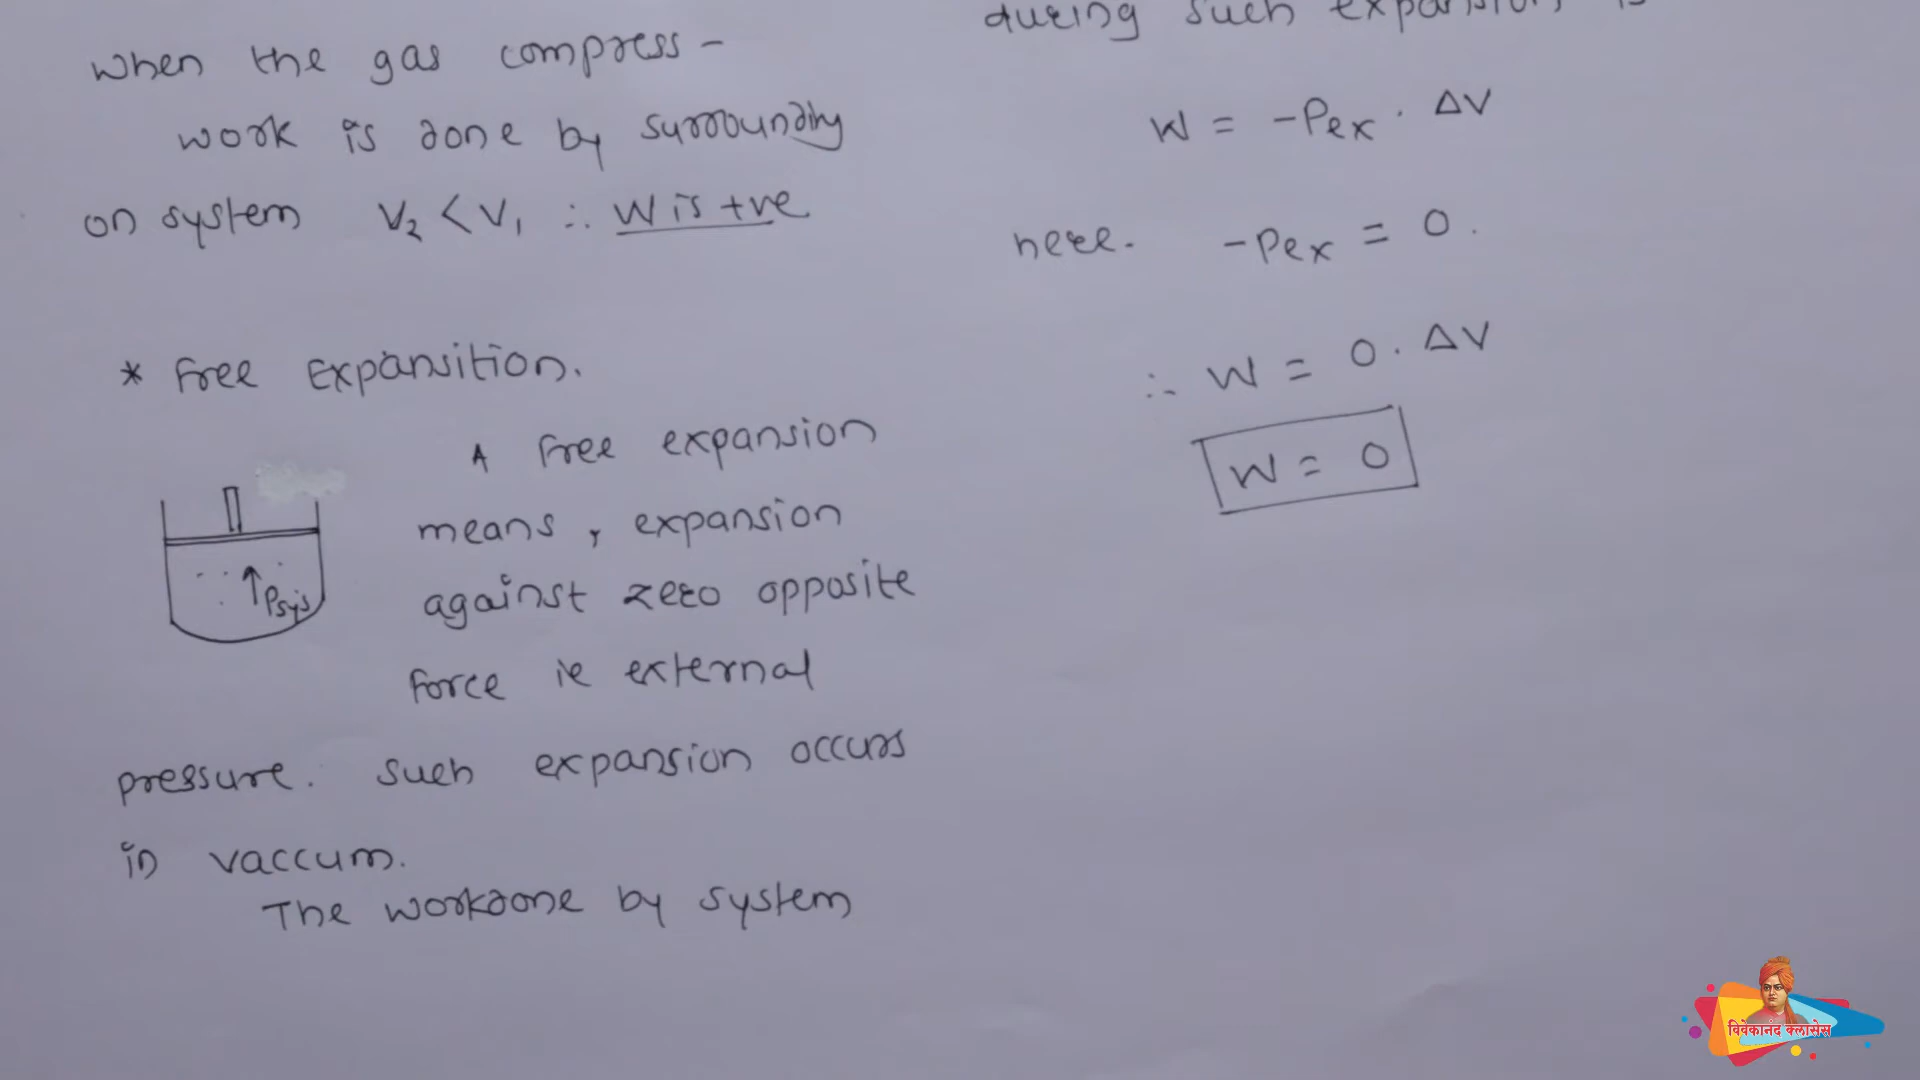 when the gas compress -
work is done by surrounding
on system V₂ < V₁ ∴ W is +ve
* Free Expansition.
A free expansion
means, expansion
against zero opposite
force ie external
pressure. Such expansion occurs
in vaccum.
The workdone by system
Psys
during such expansion is
W = -Pex . ΔV
here. -Pex = 0.
∴ W = 0 . ΔV
W = 0
विवेकानंद क्लासेस